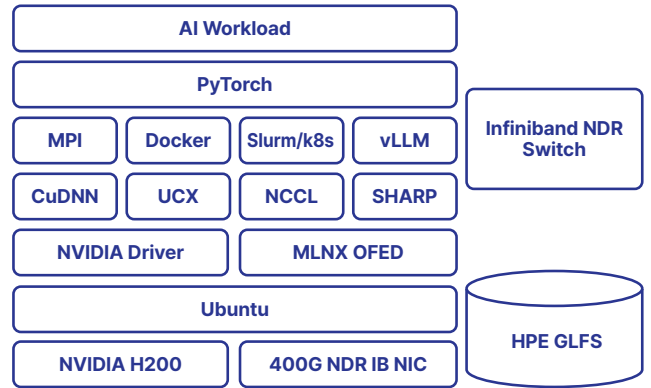 AI Workload
PyTorch
MPI
Docker
Slurm/k8s
vLLM
CuDNN
UCX
NCCL
SHARP
NVIDIA Driver
MLNX OFED
Ubuntu
NVIDIA H200
400G NDR IB NIC
Infiniband NDR
Switch
HPE GLFS